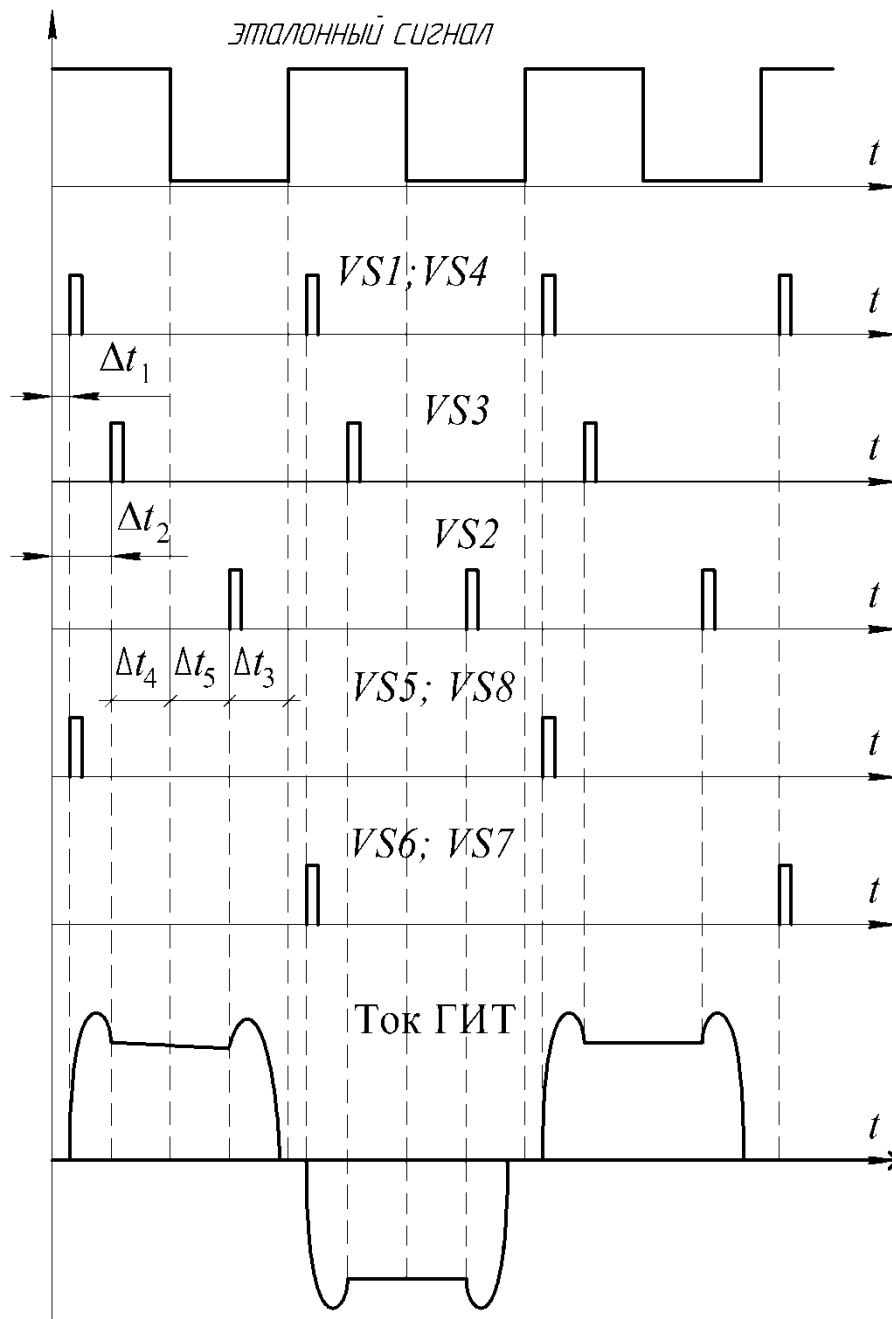 эталонный сигнал
t
VS1; VS4
t
Δt1
VS3
t
Δt2
VS2
t
Δt4 Δt5 Δt3
VS5; VS8
t
VS6; VS7
t
Ток ГИТ
t